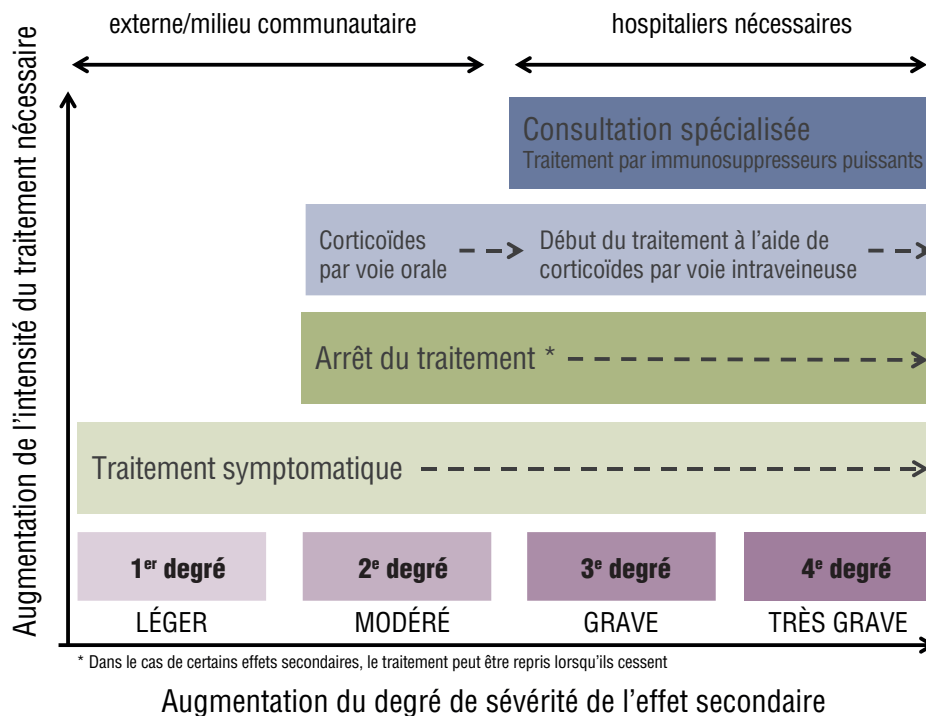 externe/milieu communautaire
hospitaliers nécessaires
Augmentation de l’intensité du traitement nécessaire
Consultation spécialisée
Traitement par immunosuppresseurs puissants
Corticoïdes
par voie orale
Début du traitement à l’aide de
corticoïdes par voie intraveineuse
Arrêt du traitement *
Traitement symptomatique
1er degré
2e degré
3e degré
4e degré
LÉGER
MODÉRÉ
GRAVE
TRÈS GRAVE
* Dans le cas de certains effets secondaires, le traitement peut être repris lorsqu’ils cessent
Augmentation du degré de sévérité de l’effet secondaire